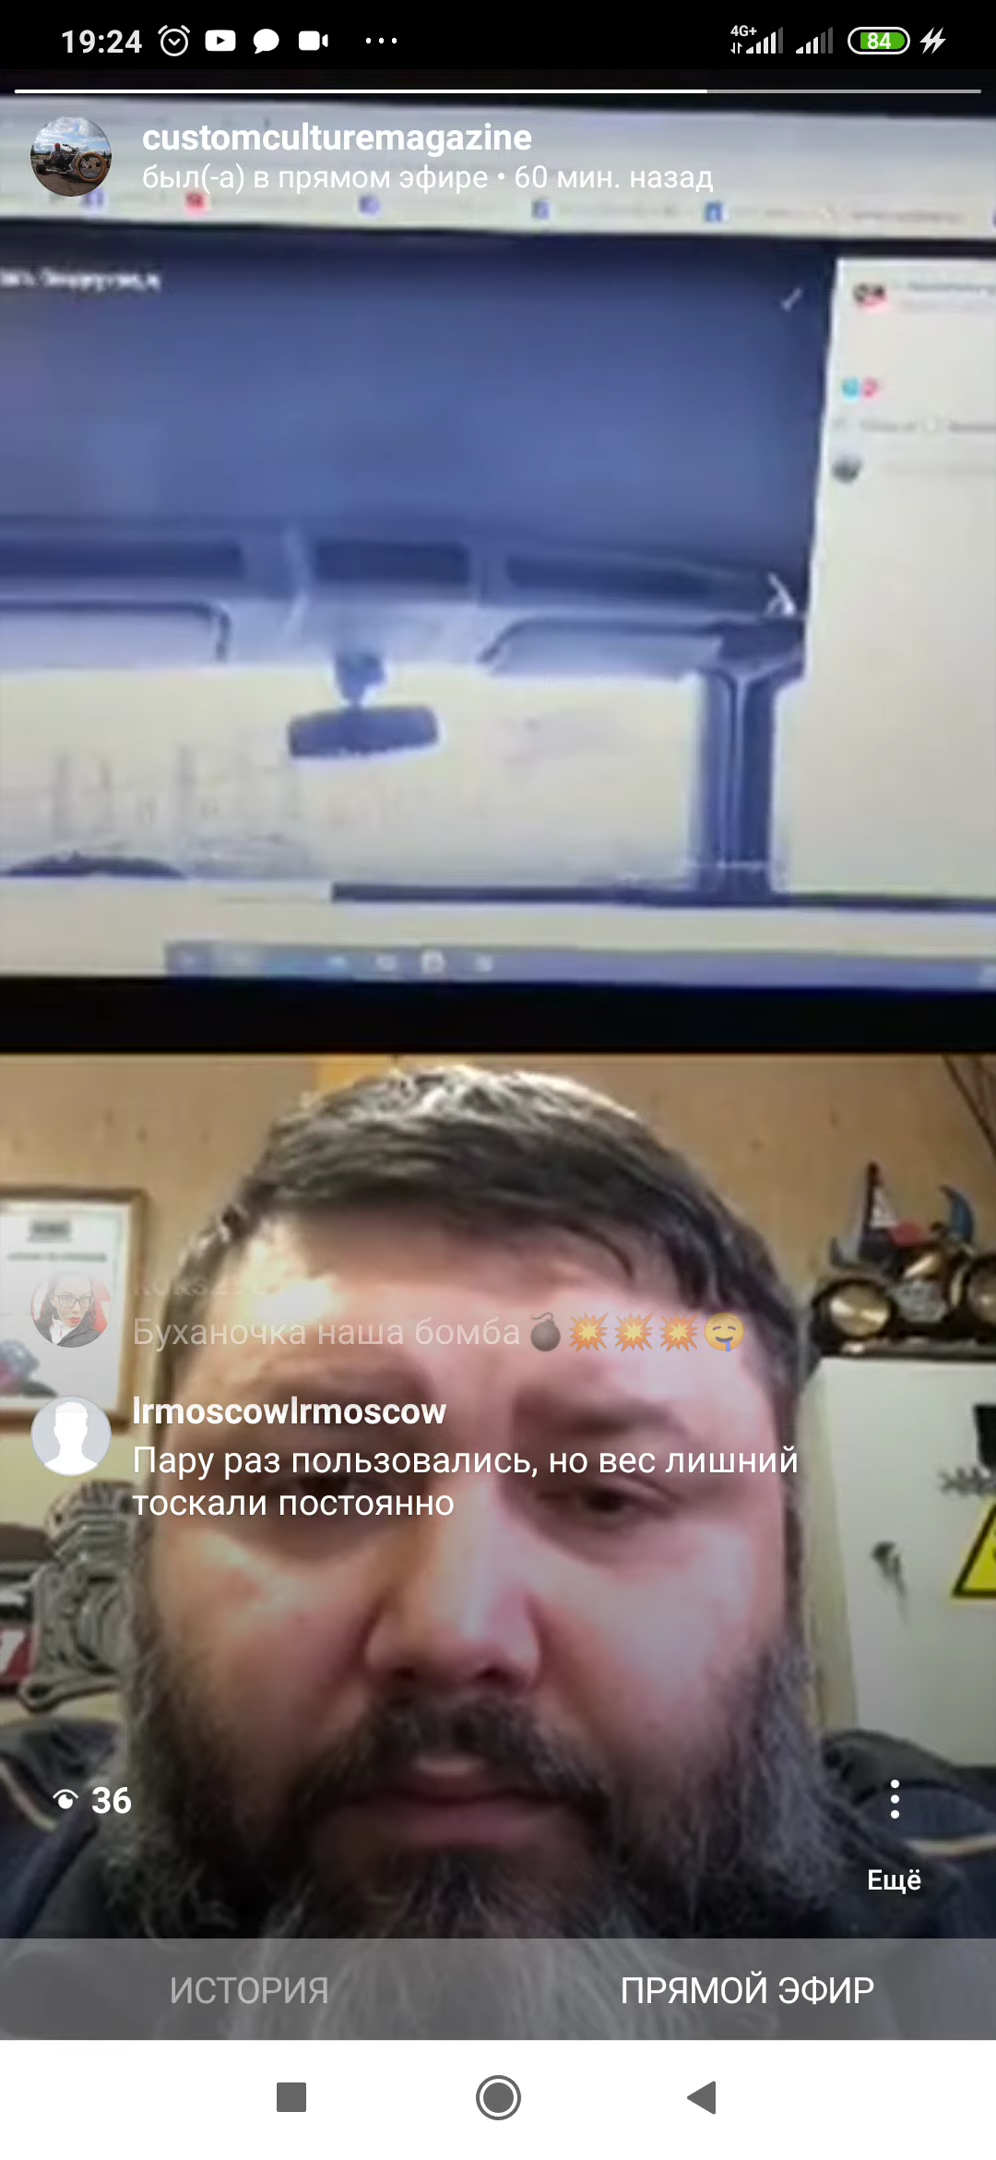 19:24
4G+
84
customculturemagazine
был(-а) в прямом эфире • 60 мин. назад
Буханочка наша бомба 💣💥💥💥🤤
lrmoscowlrmoscow
Пару раз пользовались, но вес лишний
тоскали постоянно
36
Ещё
ИСТОРИЯ
ПРЯМОЙ ЭФИР